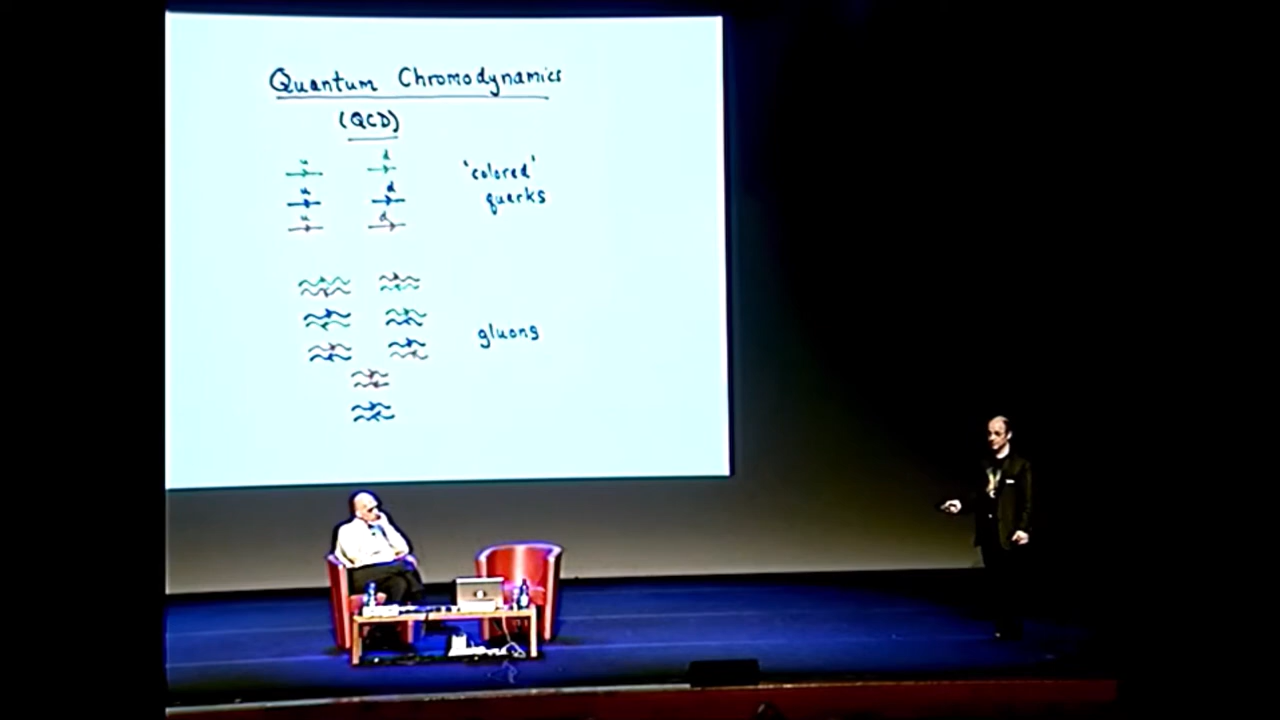 Quantum Chromodynamics
(QCD)
u d
'colored'
u d
quarks
u d
gluons